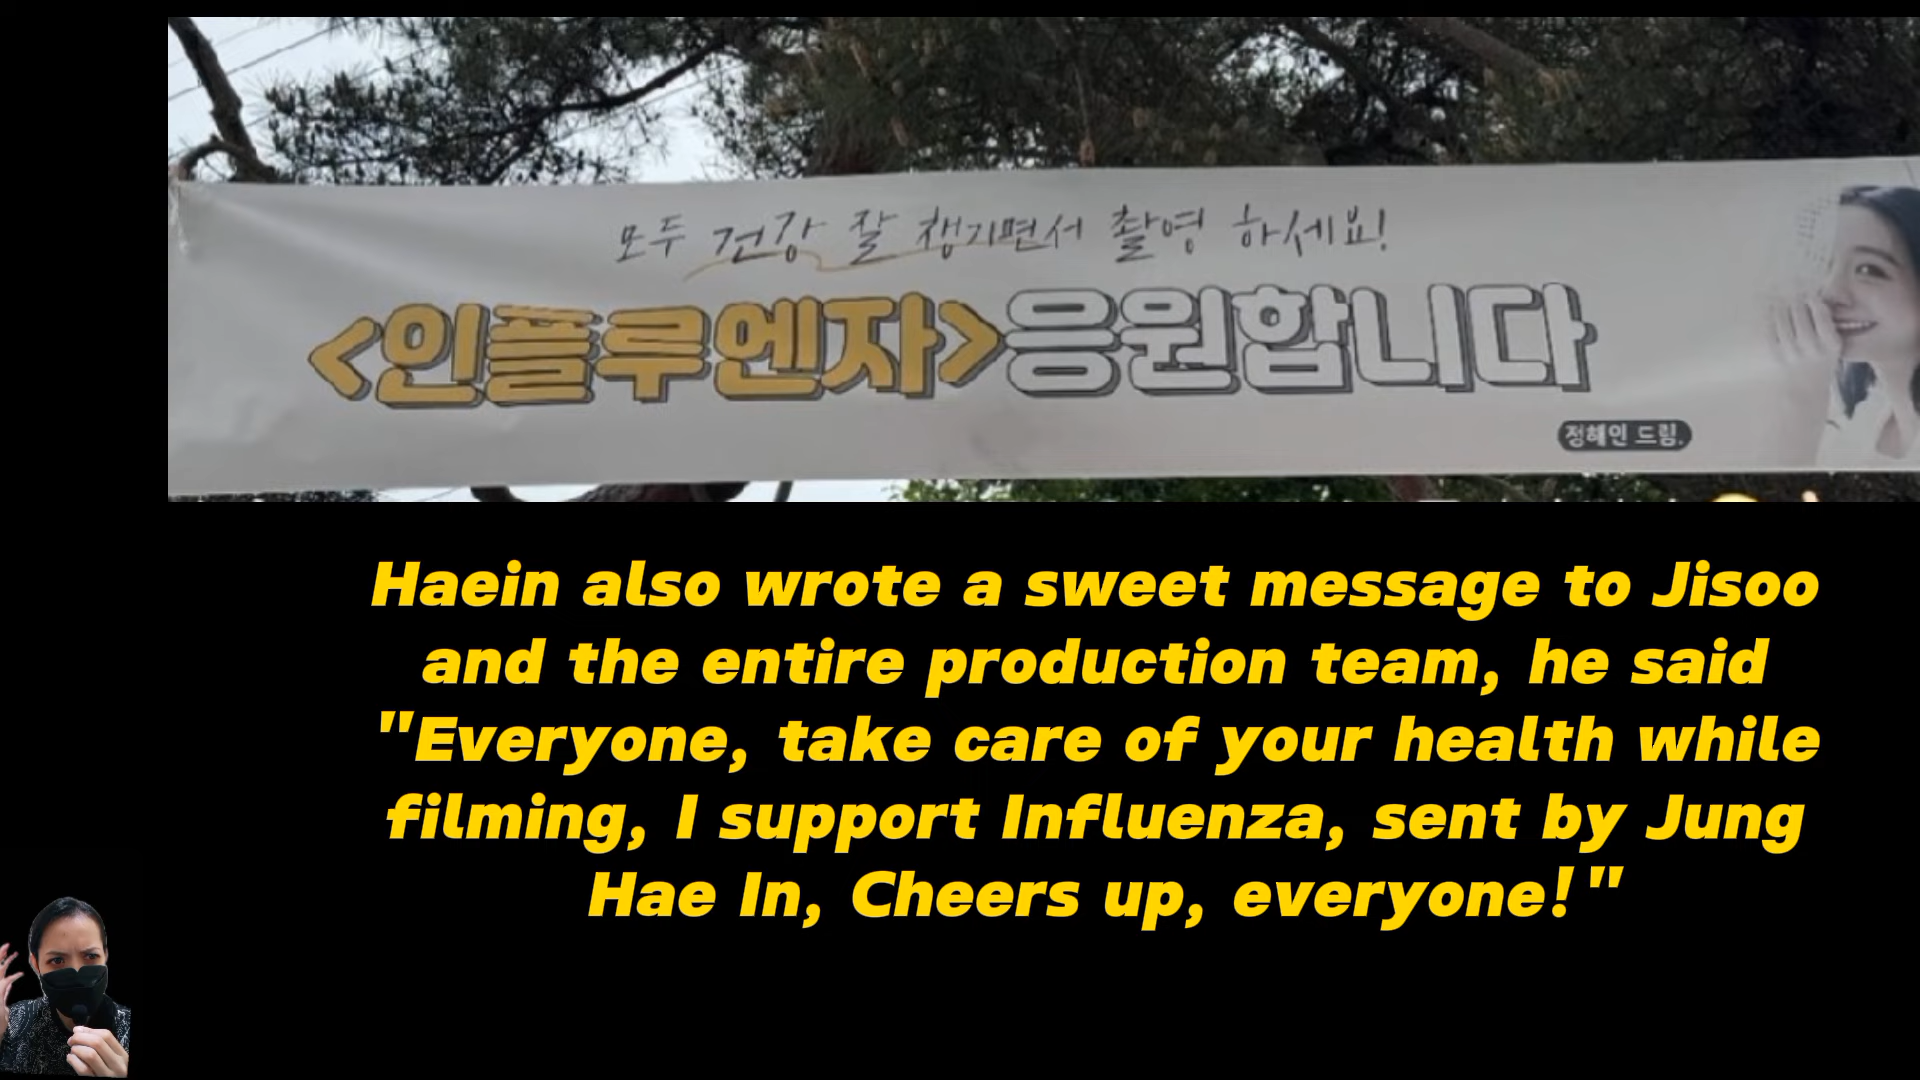 모두 건강 잘 챙기면서 촬영 하세요!
<인플루엔자>응원합니다
정해인 드림.
Haein also wrote a sweet message to Jisoo
and the entire production team, he said
"Everyone, take care of your health while
filming, I support Influenza, sent by Jung
Hae In, Cheers up, everyone!"